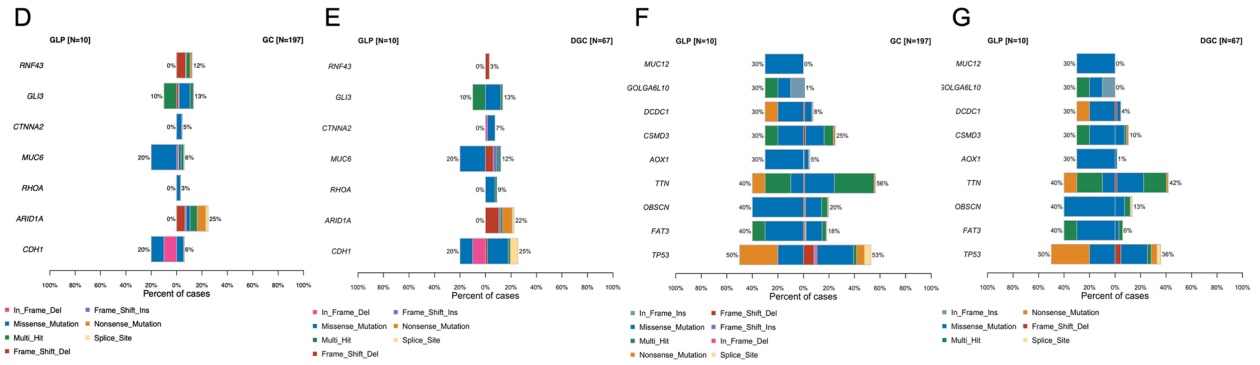 D
GLP [N=10] GC [N=197]
RNF43 0% 12%
GLI3 10% 13%
CTNNA2 0% 5%
MUC6 20% 6%
RHOA 0% 3%
ARID1A 0% 25%
CDH1 20% 6%
100% 80% 60% 40% 20% 0% 20% 40% 60% 80% 100%
Percent of cases
In_Frame_Del Frame_Shift_Ins
Missense_Mutation Nonsense_Mutation
Multi_Hit Splice_Site
Frame_Shift_Del
E
GLP [N=10] DGC [N=67]
RNF43 0% 3%
GLI3 10% 13%
CTNNA2 0% 7%
MUC6 20% 12%
RHOA 0% 9%
ARID1A 0% 22%
CDH1 20% 25%
100% 80% 60% 40% 20% 0% 20% 40% 60% 80% 100%
Percent of cases
In_Frame_Del Frame_Shift_Ins
Missense_Mutation Nonsense_Mutation
Multi_Hit Splice_Site
Frame_Shift_Del
F
GLP [N=10] GC [N=197]
MUC12 30% 0%
GOLGA6L10 30% 1%
DCDC1 30% 8%
CSMD3 30% 25%
AOX1 30% 5%
TTN 40% 56%
OBSCN 40% 20%
FAT3 40% 18%
TP53 50% 53%
100% 80% 60% 40% 20% 0% 20% 40% 60% 80% 100%
Percent of cases
In_Frame_Ins Frame_Shift_Del
Missense_Mutation Frame_Shift_Ins
Multi_Hit In_Frame_Del
Nonsense_Mutation Splice_Site
G
GLP [N=10] DGC [N=67]
MUC12 30% 0%
GOLGA6L10 30% 0%
DCDC1 30% 4%
CSMD3 30% 10%
AOX1 30% 1%
TTN 40% 42%
OBSCN 40% 13%
FAT3 40% 6%
TP53 50% 36%
100% 80% 60% 40% 20% 0% 20% 40% 60% 80% 100%
Percent of cases
In_Frame_Ins Nonsense_Mutation
Missense_Mutation Frame_Shift_Del
Multi_Hit Splice_Site